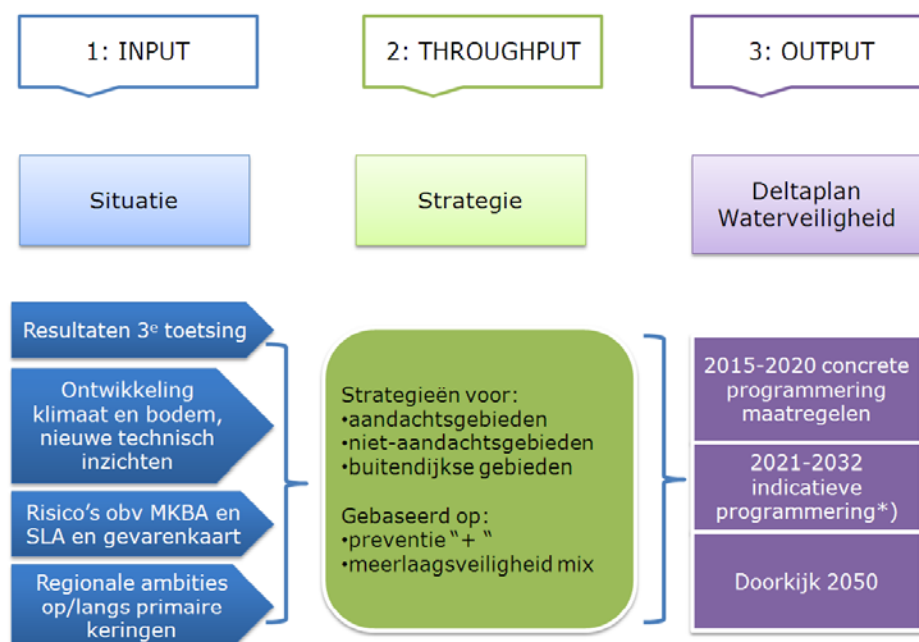 1: INPUT
2: THROUGHPUT
3: OUTPUT
Situatie
Strategie
Deltaplan
Waterveiligheid
Resultaten 3e toetsing
Ontwikkeling
klimaat en bodem,
nieuwe technisch
inzichten
Risico's obv MKBA en
SLA en gevarenkaart
Regionale ambities
op/langs primaire
keringen
Strategieën voor:
•aandachtsgebieden
•niet-aandachtsgebieden
•buitendijkse gebieden
Gebaseerd op:
•preventie "+ "
•meerlaagsveiligheid mix
2015-2020 concrete
programmering
maatregelen
2021-2032
indicatieve
programmering*)
Doorkijk 2050